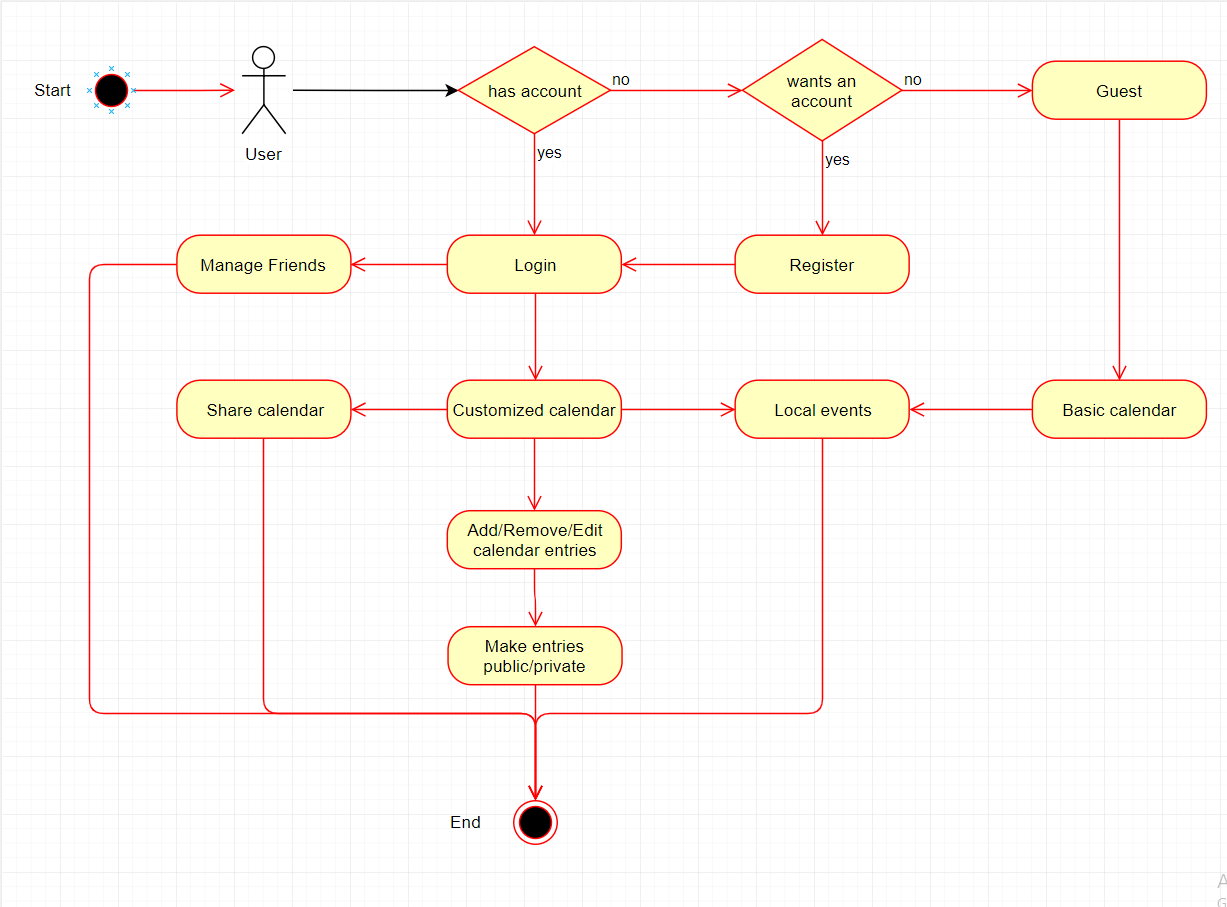 Start
User
has account
no
wants an
account
no
Guest
yes
yes
Manage Friends
Login
Register
Share calendar
Customized calendar
Local events
Basic calendar
Add/Remove/Edit
calendar entries
Make entries
public/private
End